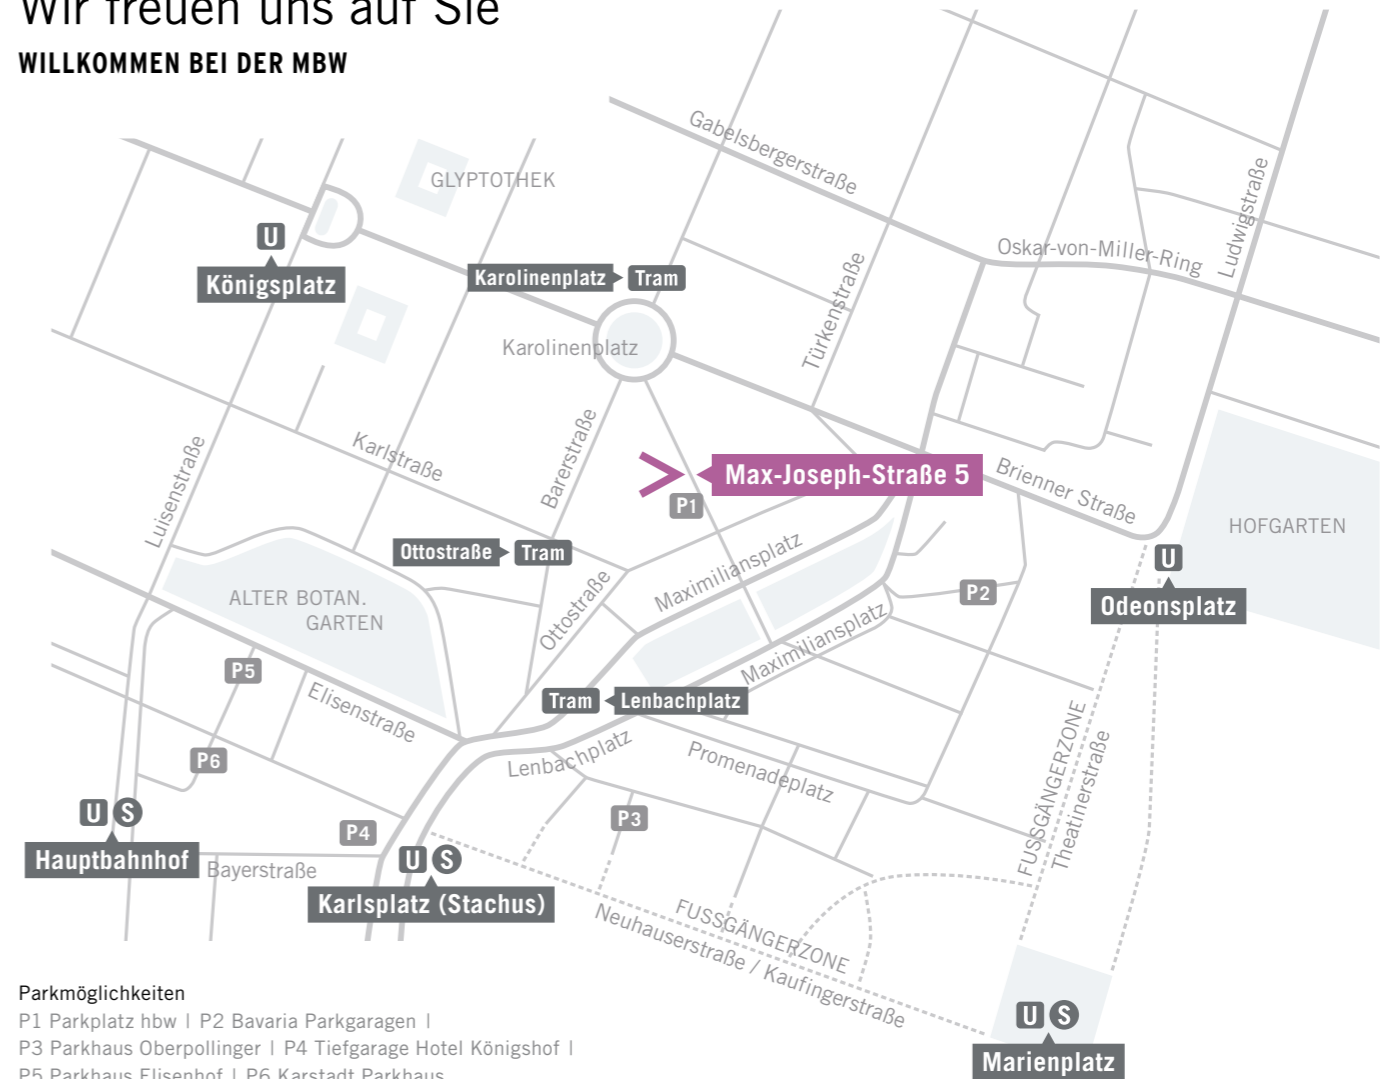 Wir freuen uns auf Sie
WILLKOMMEN BEI DER MBW
Gabelsbergerstraße
GLYPTOTHEK
Ludwigstraße
U
Königsplatz
Oskar-von-Miller-Ring
Karolinenplatz
Tram
Türkenstraße
Karolinenplatz
Karlstraße
Barerstraße
Luisenstraße
Max-Joseph-Straße 5
P1
Brienner Straße
HOFGARTEN
Ottostraße
Tram
Maximiliansplatz
U
Odeonsplatz
P2
ALTER BOTAN.
GARTEN
Ottostraße
Maximiliansplatz
P5
Elisenstraße
Tram
Lenbachplatz
Lenbachplatz
Promenadeplatz
FUSSGÄNGERZONE
Theatinerstraße
P6
U S
Hauptbahnhof
P4
P3
Bayerstraße
U S
Karlsplatz (Stachus)
FUSSGÄNGERZONE
Neuhauserstraße / Kaufingerstraße
U S
Marienplatz
Parkmöglichkeiten
P1 Parkplatz hbw | P2 Bavaria Parkgaragen |
P3 Parkhaus Oberpollinger | P4 Tiefgarage Hotel Königshof |
P5 Parkhaus Elisenhof | P6 Karstadt Parkhaus